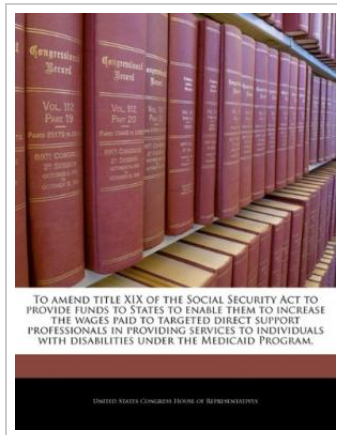 Congressional
Record
VOL. 112
PART 19
Congressional
Record
VOL. 112
PART 20
TO AMEND TITLE XIX OF THE SOCIAL SECURITY ACT TO
PROVIDE FUNDS TO STATES TO ENABLE THEM TO INCREASE
THE WAGES PAID TO TARGETED DIRECT SUPPORT
PROFESSIONALS IN PROVIDING SERVICES TO INDIVIDUALS
WITH DISABILITIES UNDER THE MEDICAID PROGRAM.
UNITED STATES CONGRESS HOUSE OF REPRESENTATIVES